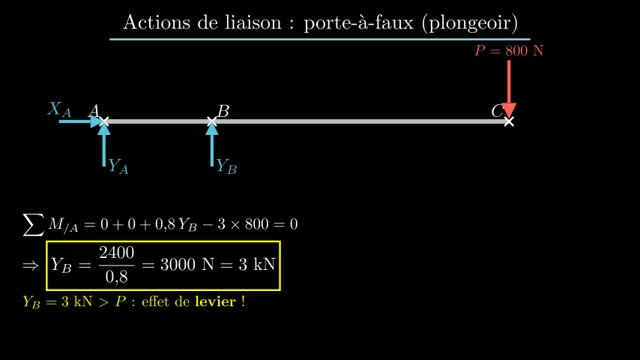 Actions de liaison : porte-à-faux (plongeoir)
P = 800 N
X_A A B C
Y_A Y_B
∑ M_{/A} = 0 + 0 + 0,8 Y_B − 3 × 800 = 0
⇒ Y_B = 2400/0,8 = 3000 N = 3 kN
Y_B = 3 kN > P : effet de levier !